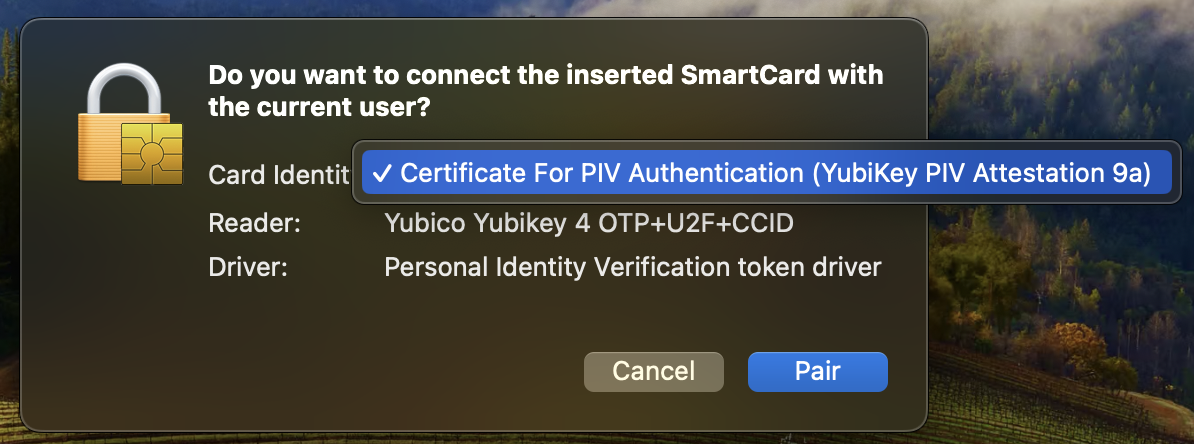 Do you want to connect the inserted SmartCard with
the current user?
Card Identit
✓ Certificate For PIV Authentication (YubiKey PIV Attestation 9a)
Reader: Yubico Yubikey 4 OTP+U2F+CCID
Driver: Personal Identity Verification token driver
Cancel Pair